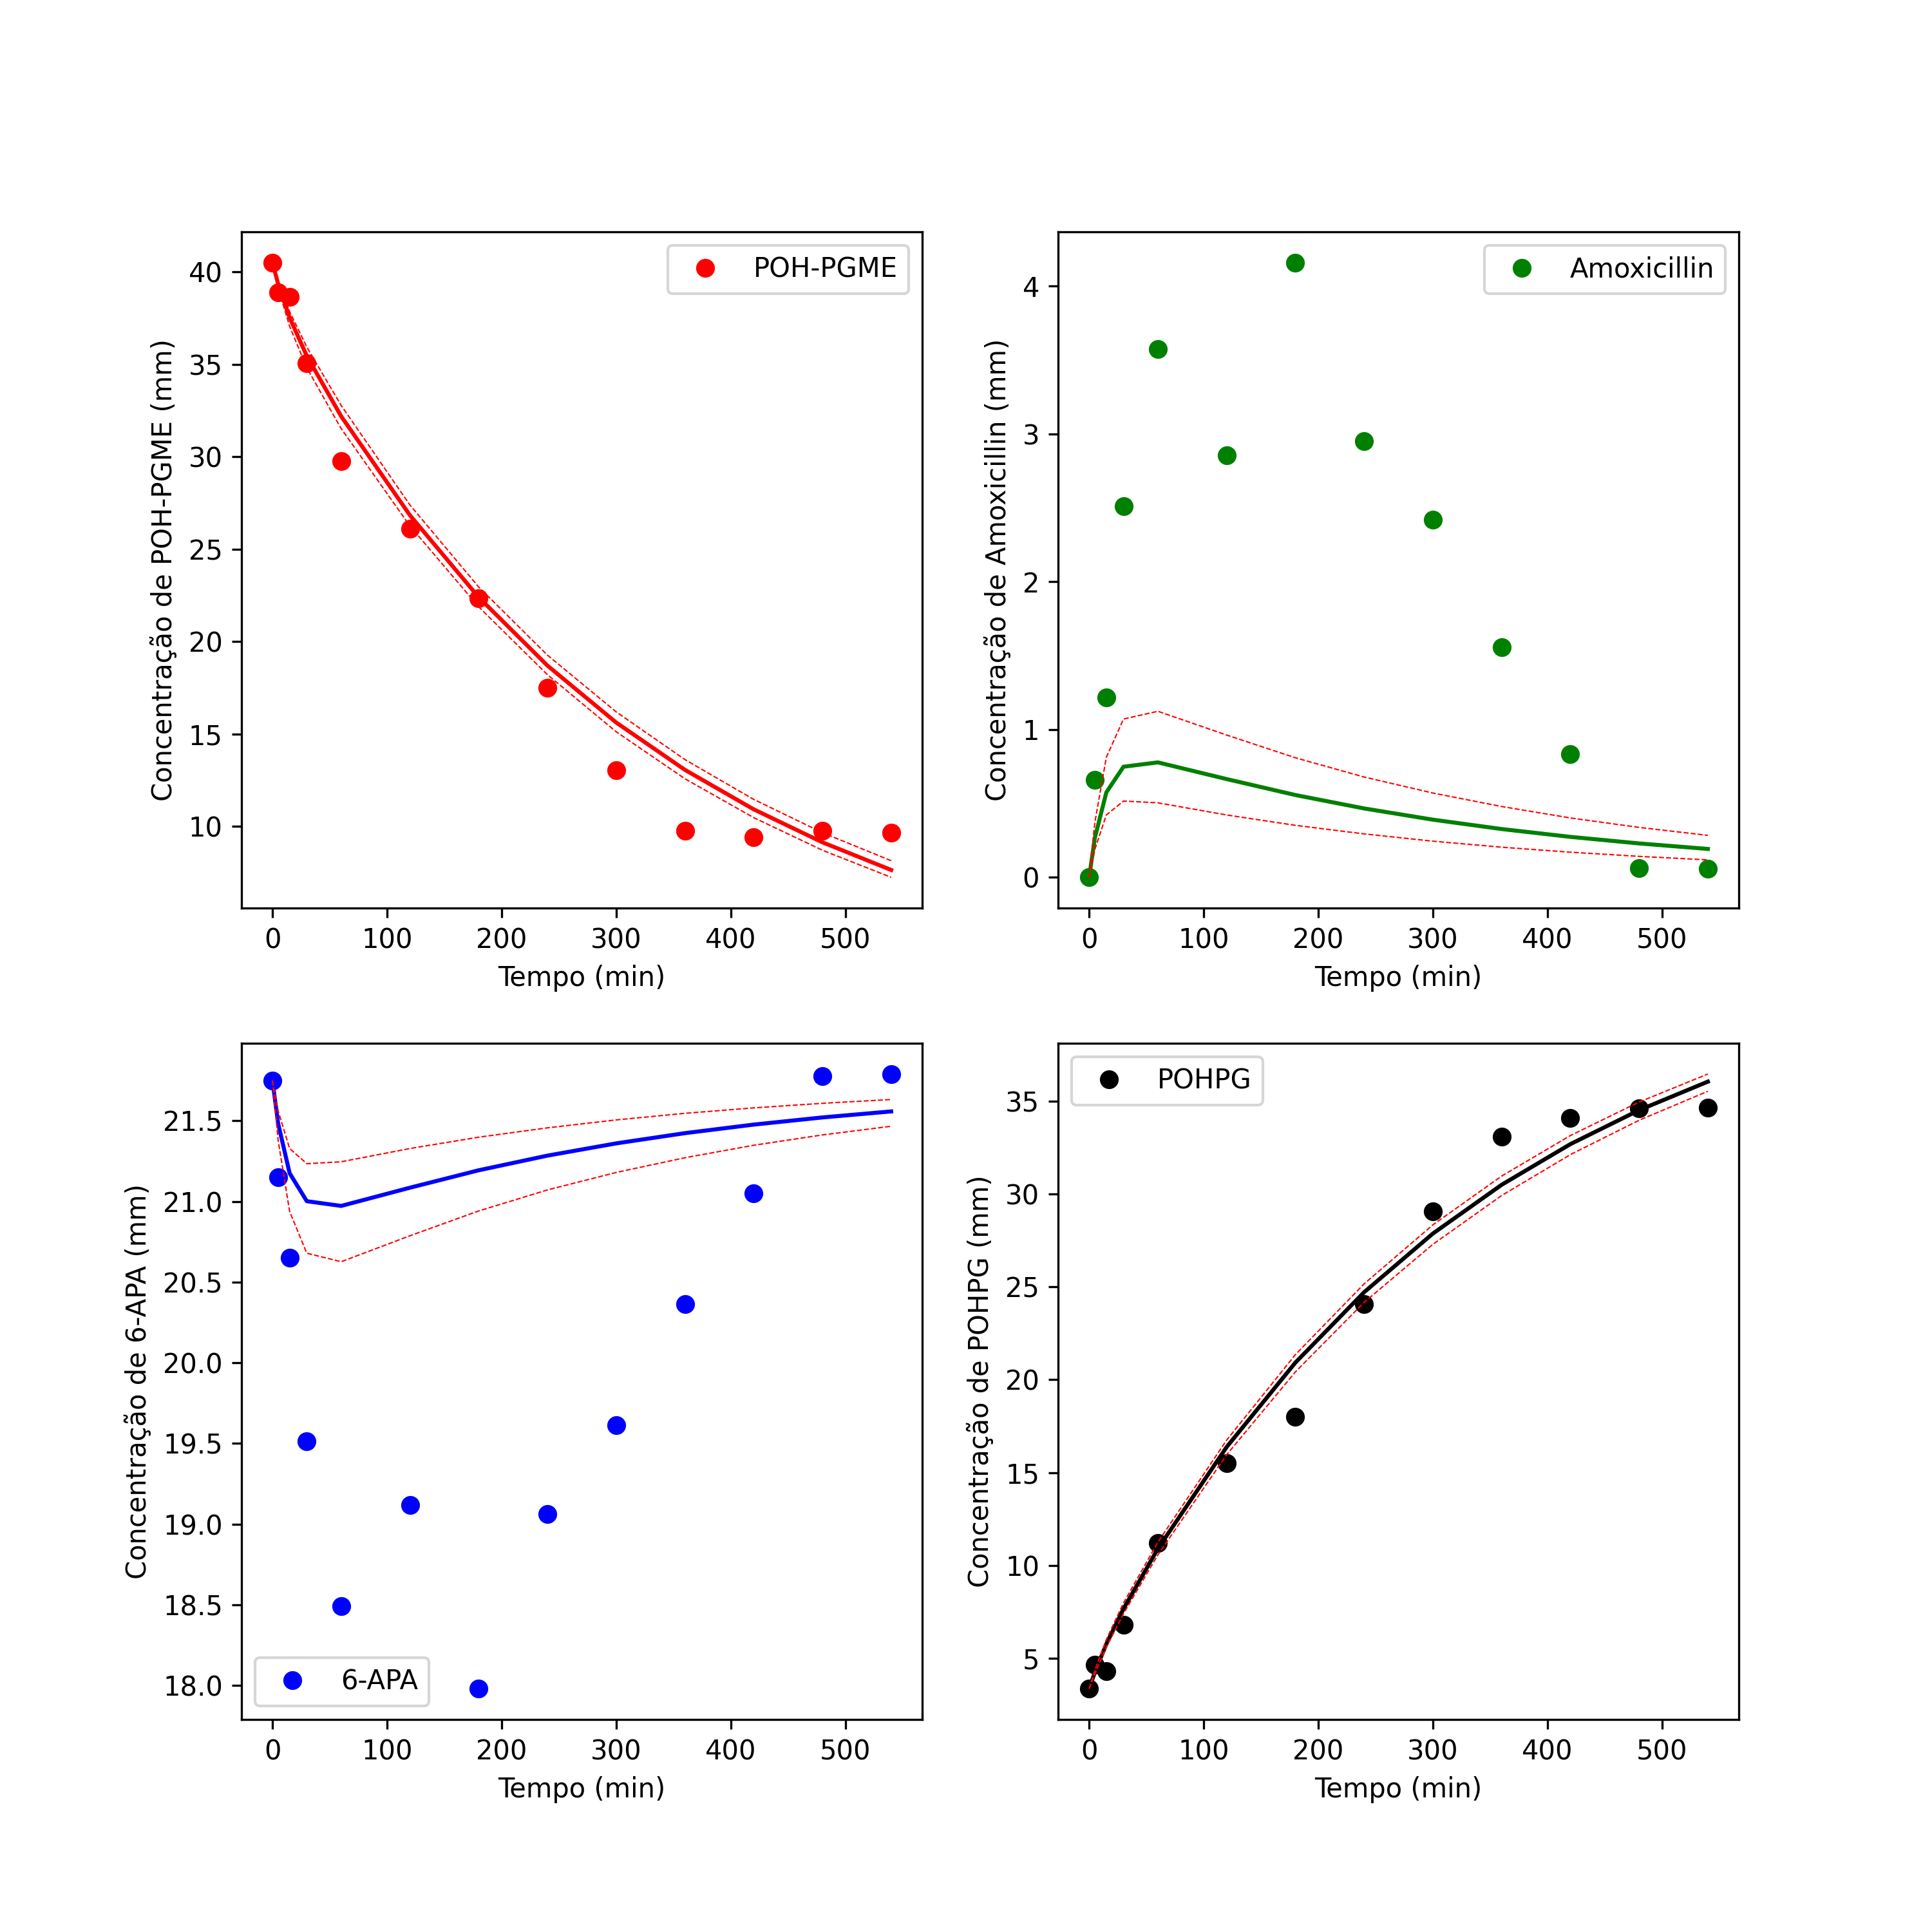 POH-PGME
Concentração de POH-PGME (mm)
40
35
30
25
20
15
10
0 100 200 300 400 500
Tempo (min)
Amoxicillin
Concentração de Amoxicillin (mm)
4
3
2
1
0
0 100 200 300 400 500
Tempo (min)
6-APA
Concentração de 6-APA (mm)
21.5
21.0
20.5
20.0
19.5
19.0
18.5
18.0
0 100 200 300 400 500
Tempo (min)
POHPG
Concentração de POHPG (mm)
35
30
25
20
15
10
5
0 100 200 300 400 500
Tempo (min)